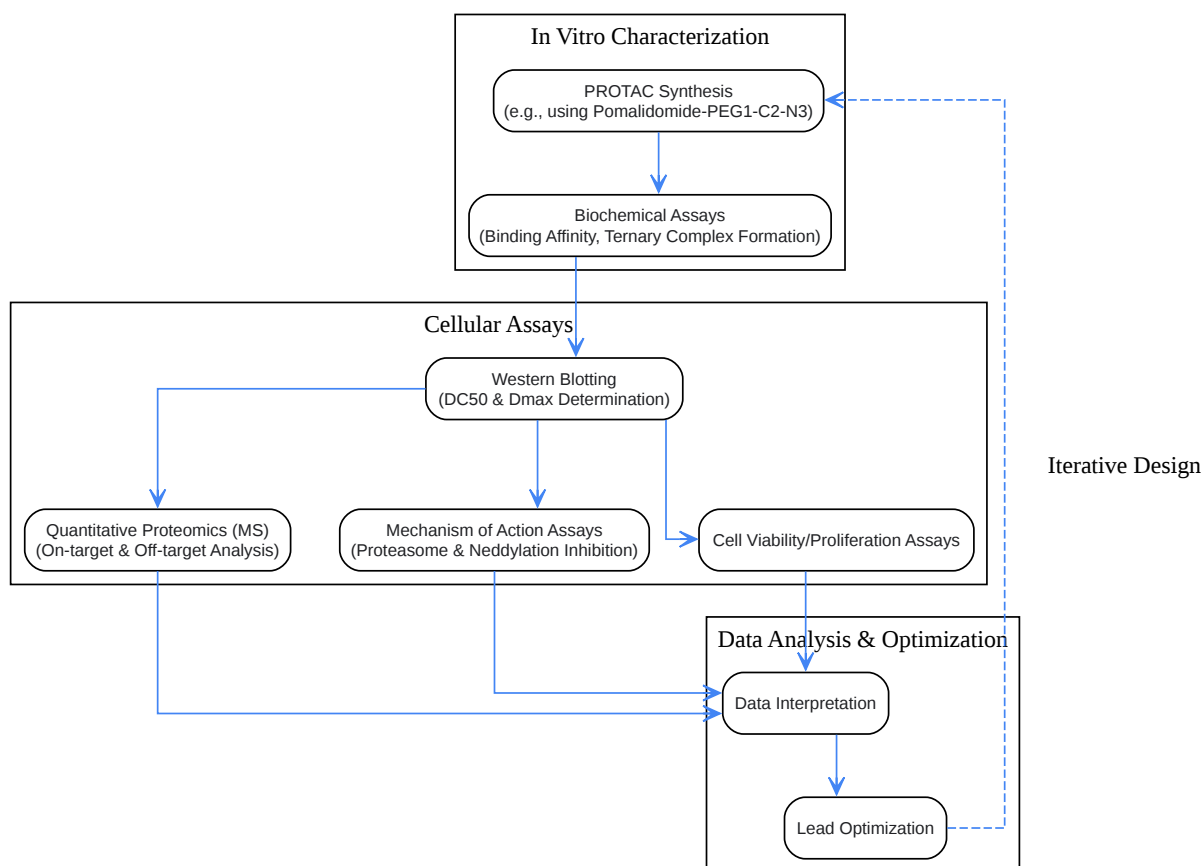 In Vitro Characterization
PROTAC Synthesis
(e.g., using Pomalidomide-PEG1-C2-N3)
Biochemical Assays
(Binding Affinity, Ternary Complex Formation)
Cellular Assays
Western Blotting
(DC50 & Dmax Determination)
Iterative Design
Quantitative Proteomics (MS)
(On-target & Off-target Analysis)
Mechanism of Action Assays
(Proteasome & Neddylation Inhibition)
Cell Viability/Proliferation Assays
Data Analysis & Optimization
Data Interpretation
Lead Optimization